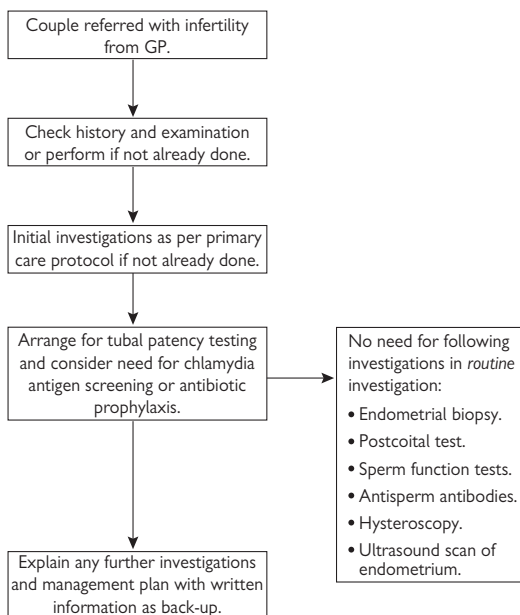 Couple referred with infertility
from GP.
Check history and examination
or perform if not already done.
Initial investigations as per primary
care protocol if not already done.
Arrange for tubal patency testing
and consider need for chlamydia
antigen screening or antibiotic
prophylaxis.
No need for following
investigations in routine
investigation:
• Endometrial biopsy.
• Postcoital test.
• Sperm function tests.
• Antisperm antibodies.
• Hysteroscopy.
• Ultrasound scan of
endometrium.
Explain any further investigations
and management plan with written
information as back-up.